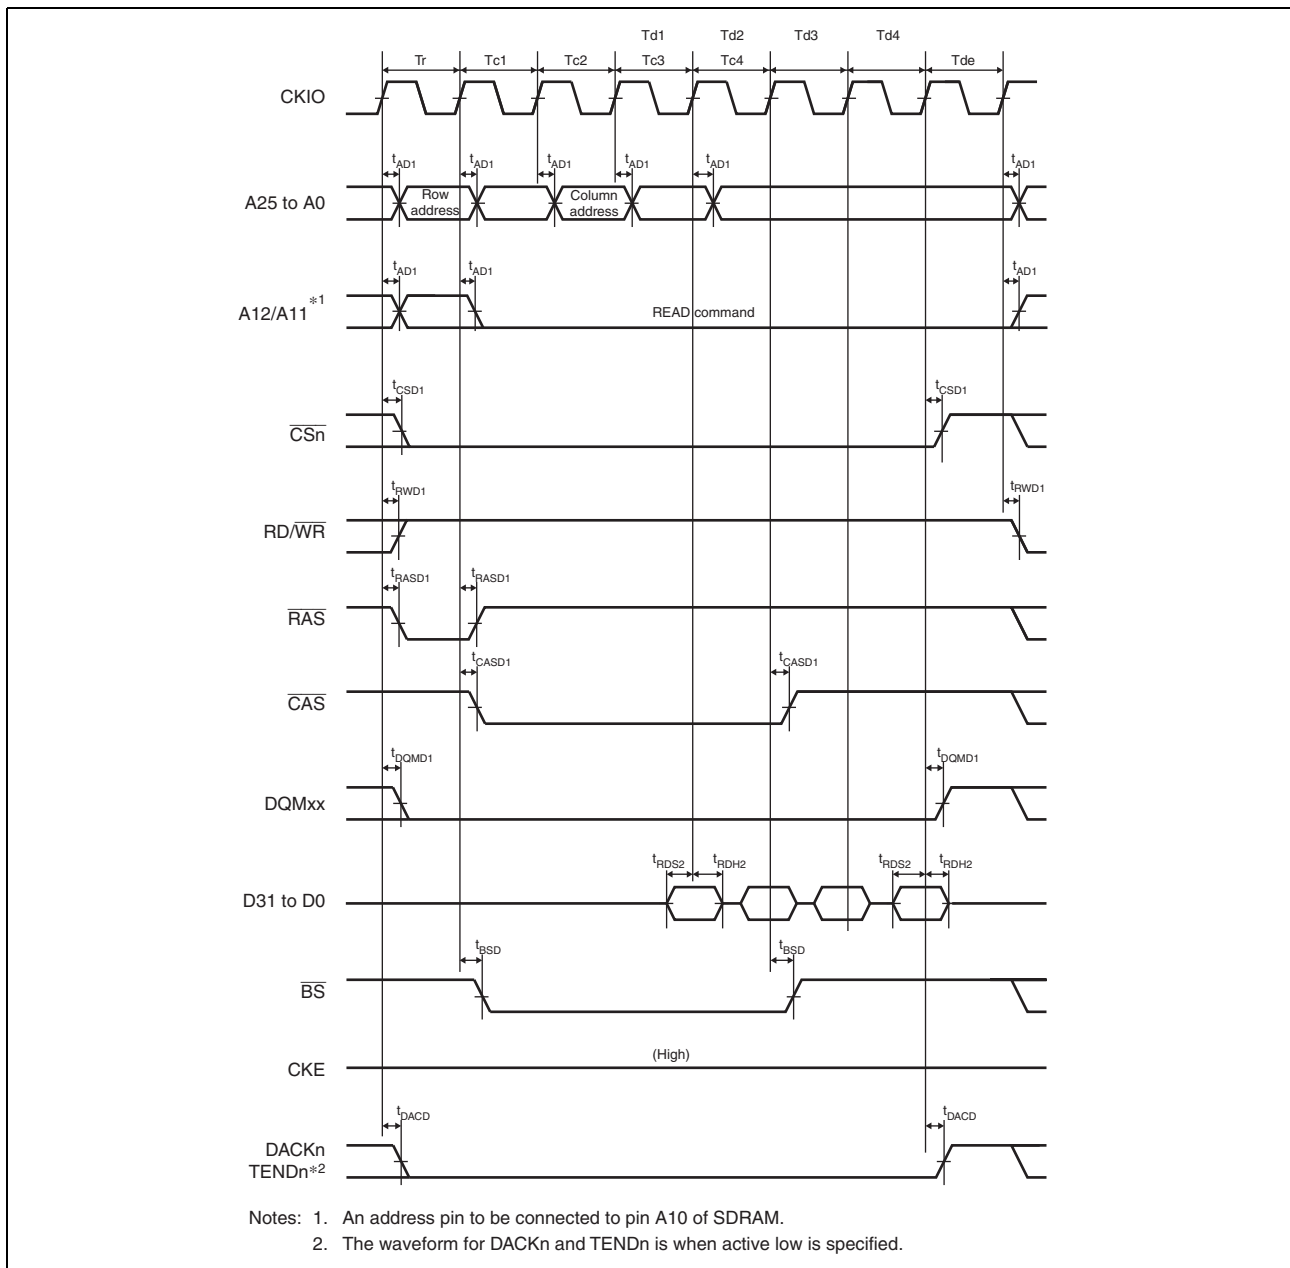 Td1 Td2 Td3 Td4
Tr Tc1 Tc2 Tc3 Tc4 Tde
CKIO
tAD1 tAD1 tAD1 tAD1 tAD1 tAD1
A25 to A0
Row address
Column address
tAD1 tAD1 tAD1
A12/A11*1
READ command
tCSD1 tCSD1
CSn
tRWD1 tRWD1
RD/WR
tRASD1 tRASD1
RAS
tCASD1 tCASD1
CAS
tDQMD1 tDQMD1
DQMxx
tRDS2 tRDH2 tRDS2 tRDH2
D31 to D0
tBSD tBSD
BS
(High)
CKE
tDACD tDACD
DACKn
TENDn*2
Notes: 1. An address pin to be connected to pin A10 of SDRAM.
2. The waveform for DACKn and TENDn is when active low is specified.